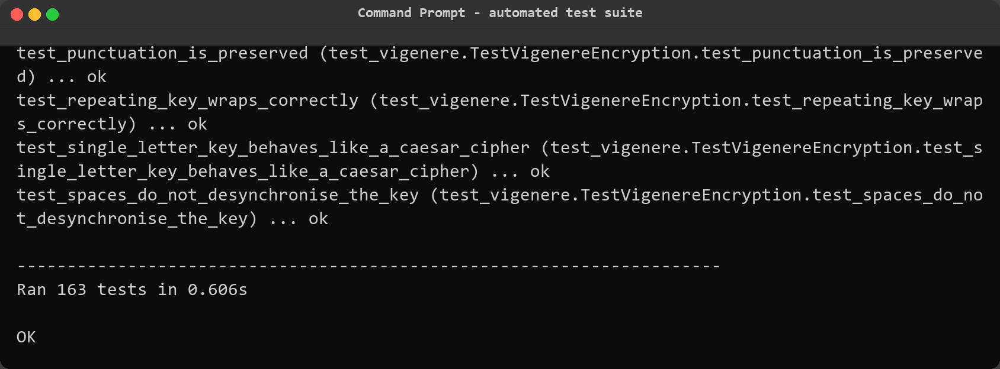 Command Prompt - automated test suite
test_punctuation_is_preserved (test_vigenere.TestVigenereEncryption.test_punctuation_is_preserve
d) ... ok
test_repeating_key_wraps_correctly (test_vigenere.TestVigenereEncryption.test_repeating_key_wrap
s_correctly) ... ok
test_single_letter_key_behaves_like_a_caesar_cipher (test_vigenere.TestVigenereEncryption.test_s
ingle_letter_key_behaves_like_a_caesar_cipher) ... ok
test_spaces_do_not_desynchronise_the_key (test_vigenere.TestVigenereEncryption.test_spaces_do_no
t_desynchronise_the_key) ... ok
----------------------------------------------------------------------
Ran 163 tests in 0.606s
OK